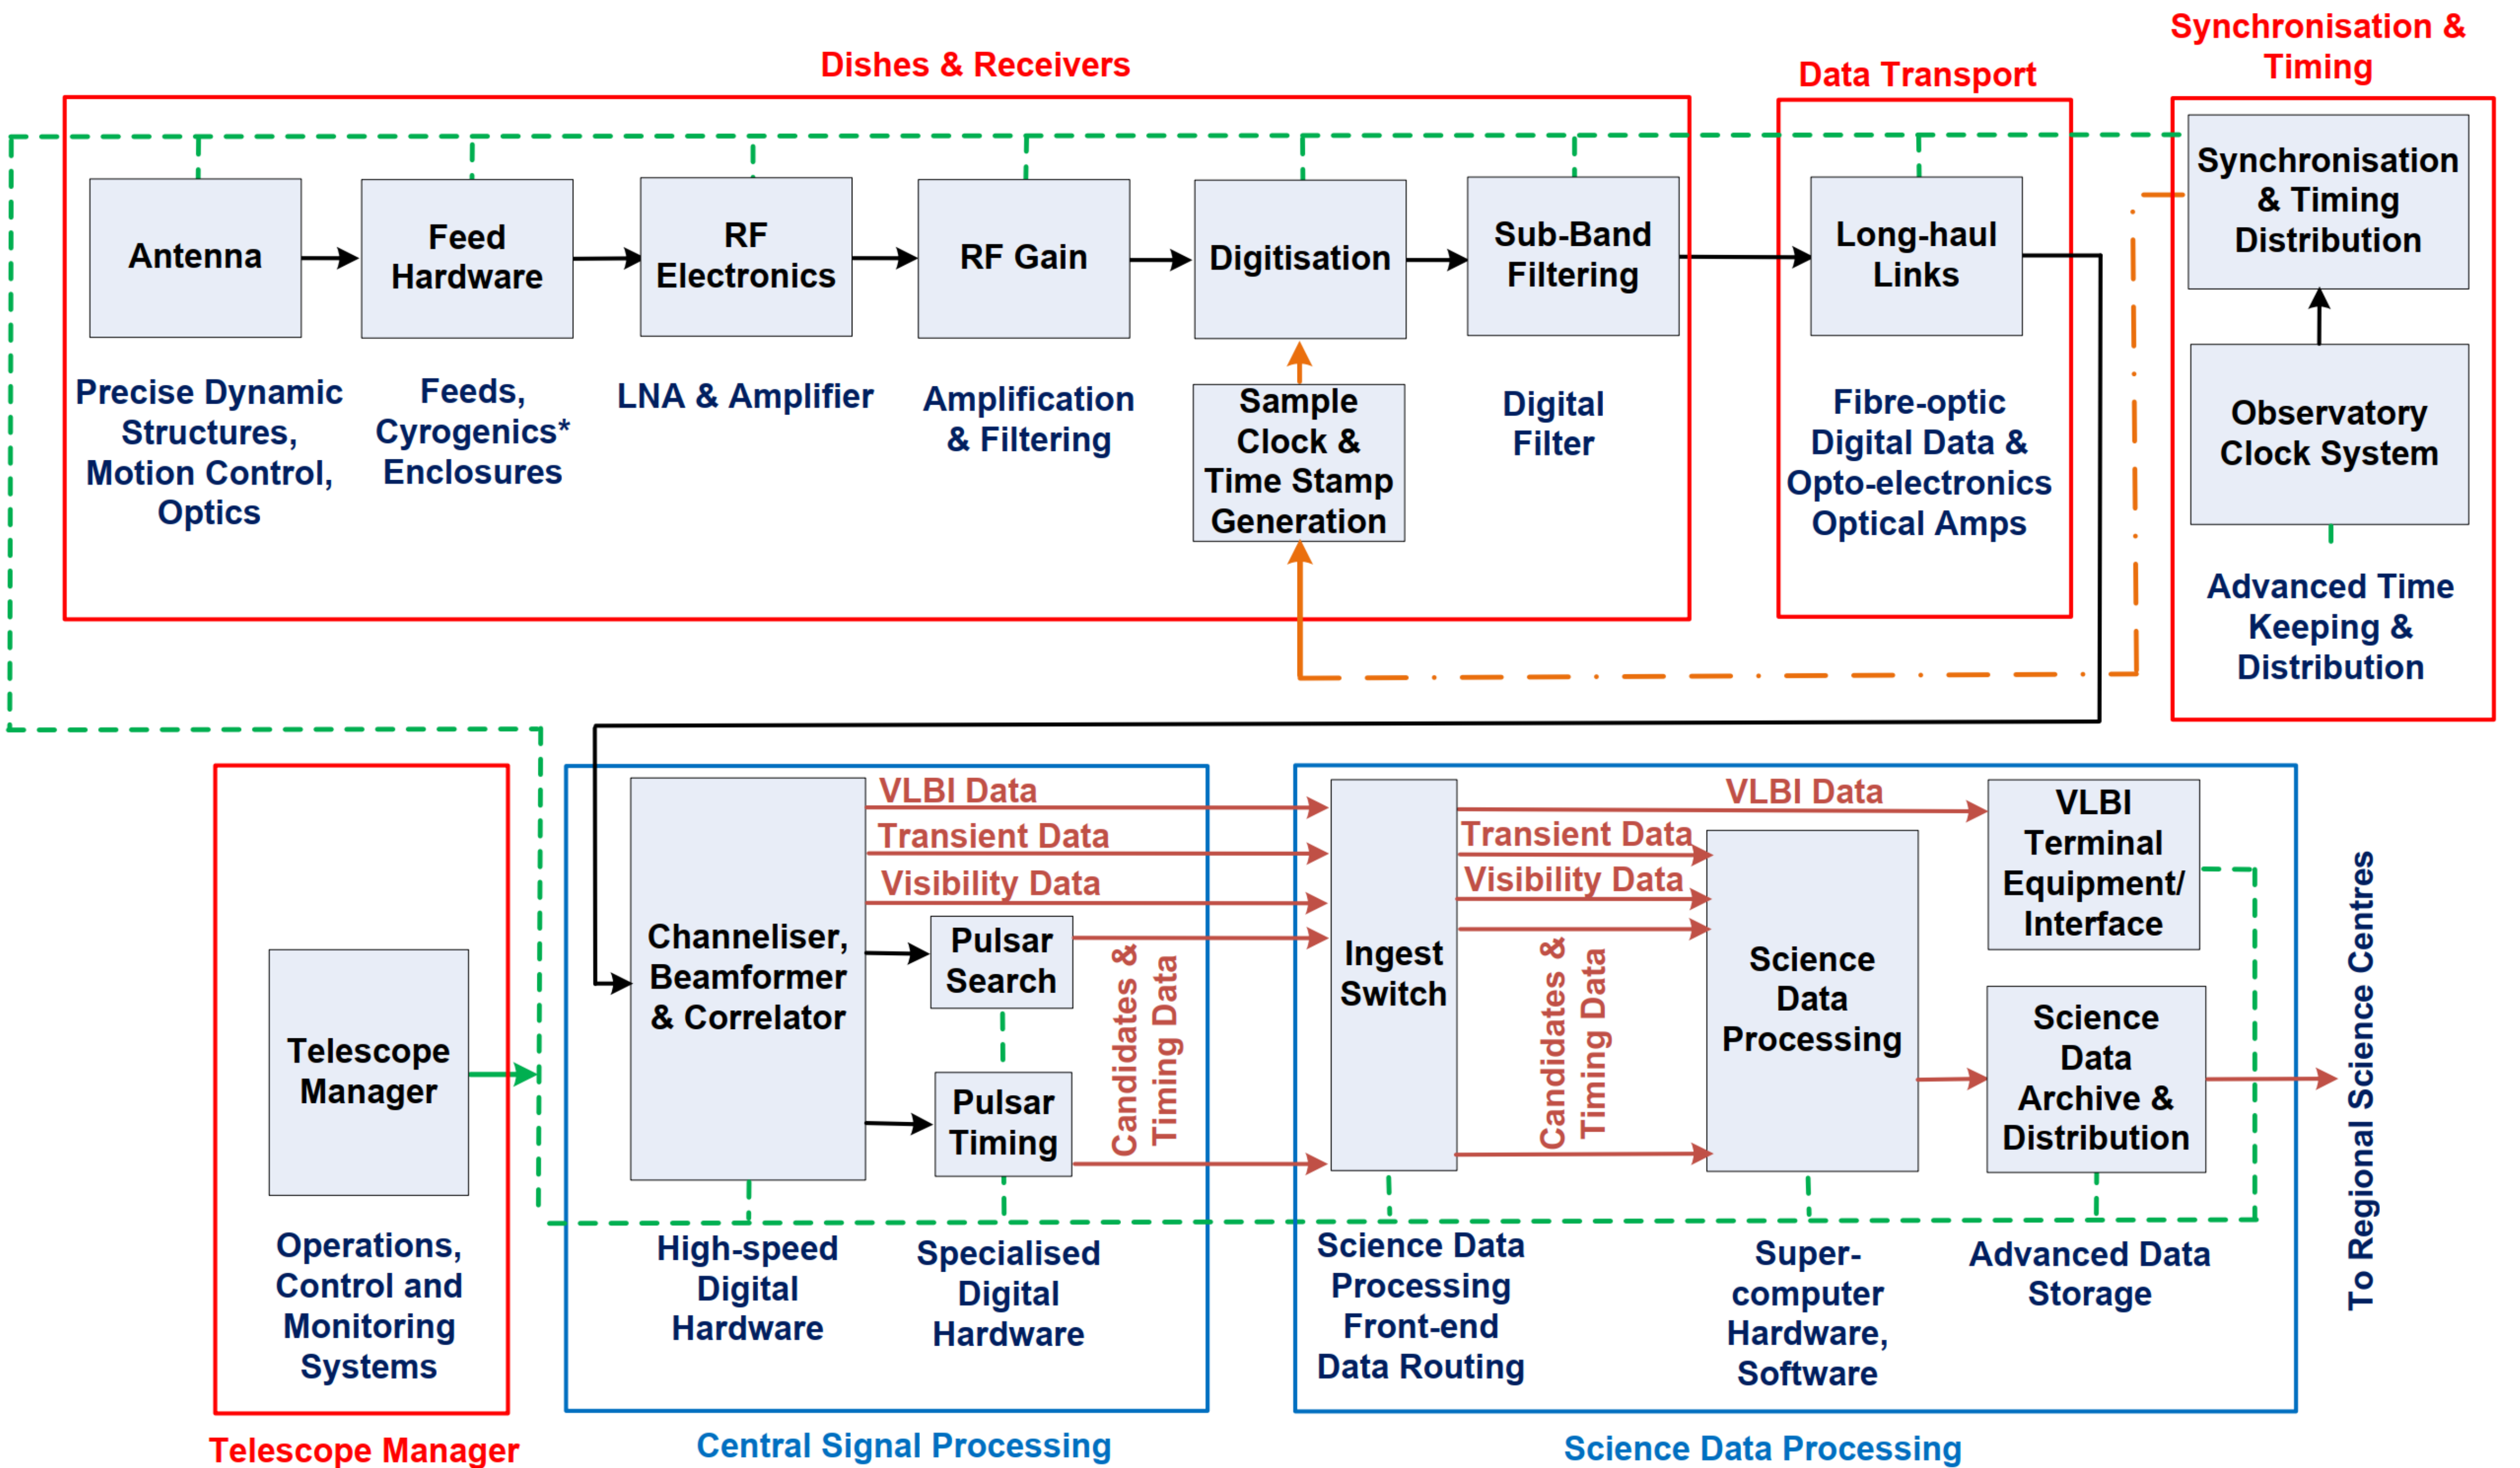 Dishes & Receivers
Data Transport
Synchronisation &
Timing
Antenna
Feed
Hardware
RF
Electronics
RF Gain
Digitisation
Sub-Band
Filtering
Long-haul
Links
Synchronisation
& Timing
Distribution
Precise Dynamic
Structures,
Motion Control,
Optics
Feeds,
Cyrogenics*
Enclosures
LNA & Amplifier
Amplification
& Filtering
Sample
Clock &
Time Stamp
Generation
Digital
Filter
Fibre-optic
Digital Data &
Opto-electronics
Optical Amps
Observatory
Clock System
Advanced Time
Keeping &
Distribution
Telescope
Manager
Operations,
Control and
Monitoring
Systems
Telescope Manager
Channeliser,
Beamformer
& Correlator
VLBI Data
Transient Data
Visibility Data
Pulsar
Search
Pulsar
Timing
Candidates &
Timing Data
High-speed
Digital
Hardware
Specialised
Digital
Hardware
Central Signal Processing
Ingest
Switch
VLBI Data
Transient Data
Visibility Data
Candidates &
Timing Data
Science
Data
Processing
VLBI
Terminal
Equipment/
Interface
Science
Data
Archive &
Distribution
To Regional Science Centres
Science Data
Processing
Front-end
Data Routing
Super-
computer
Hardware,
Software
Advanced Data
Storage
Science Data Processing